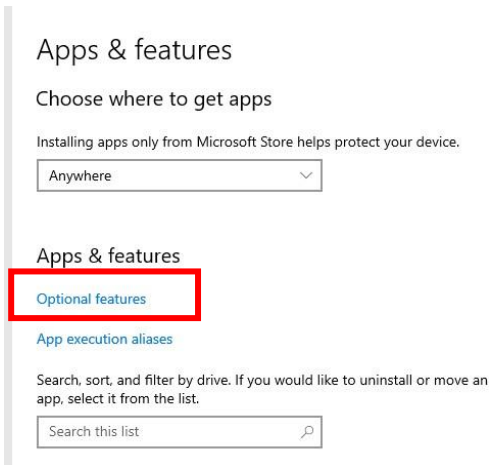 Apps & features
Choose where to get apps
Installing apps only from Microsoft Store helps protect your device.
Anywhere
Apps & features
Optional features
App execution aliases
Search, sort, and filter by drive. If you would like to uninstall or move an
app, select it from the list.
Search this list